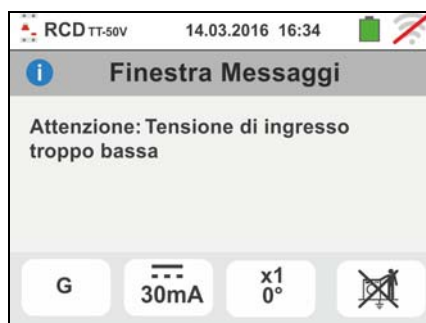 RCD TT-50V 14.03.2016 16:34
Finestra Messaggi
Attenzione: Tensione di ingresso
troppo bassa
G
30mA
x1
0°